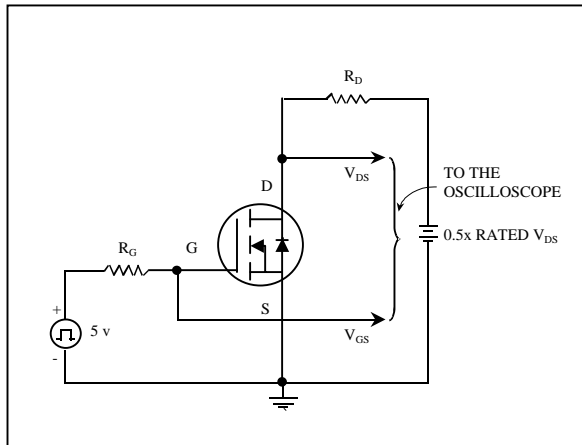 R_D
D
V_DS
TO THE
OSCILLOSCOPE
0.5x RATED V_DS
R_G
G
S
+
5 v
-
V_GS